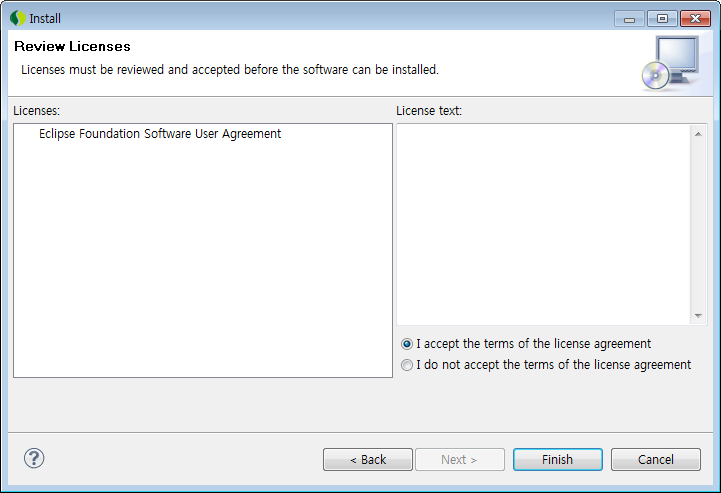 Install
Review Licenses
Licenses must be reviewed and accepted before the software can be installed.
Licenses:
License text:
Eclipse Foundation Software User Agreement
I accept the terms of the license agreement
I do not accept the terms of the license agreement
?
< Back
Next >
Finish
Cancel